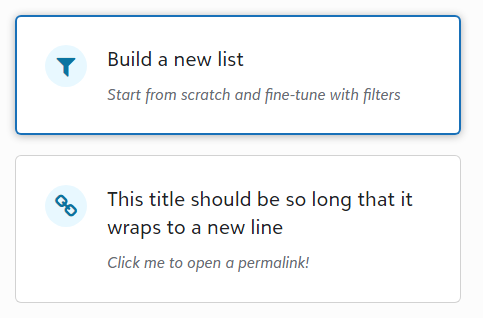 Build a new list
Start from scratch and fine-tune with filters
This title should be so long that it
wraps to a new line
Click me to open a permalink!